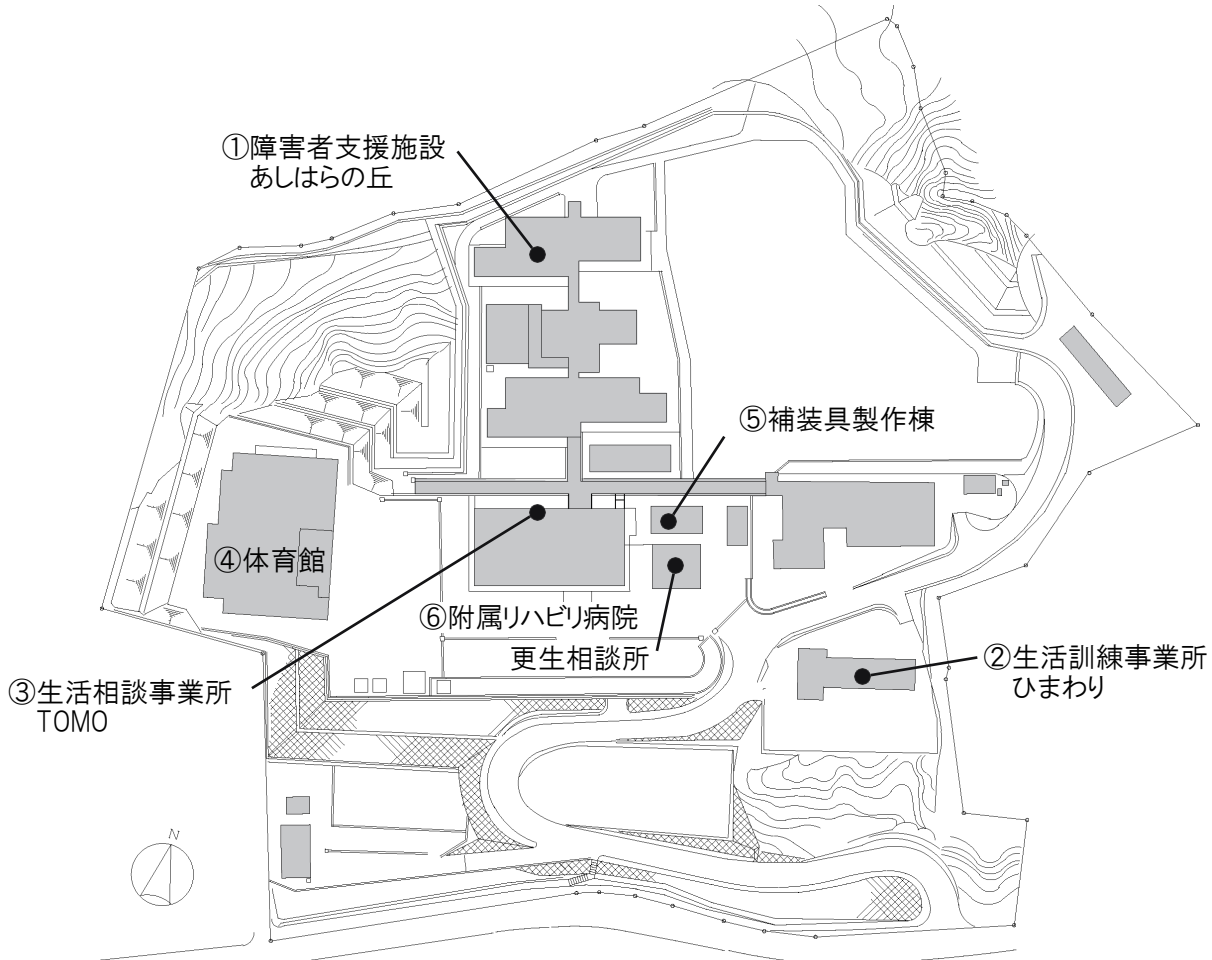 ①障害者支援施設
あしはらの丘
⑤補装具製作棟
④体育館
⑥附属リハビリ病院
更生相談所
②生活訓練事業所
ひまわり
③生活相談事業所
TOMO
N